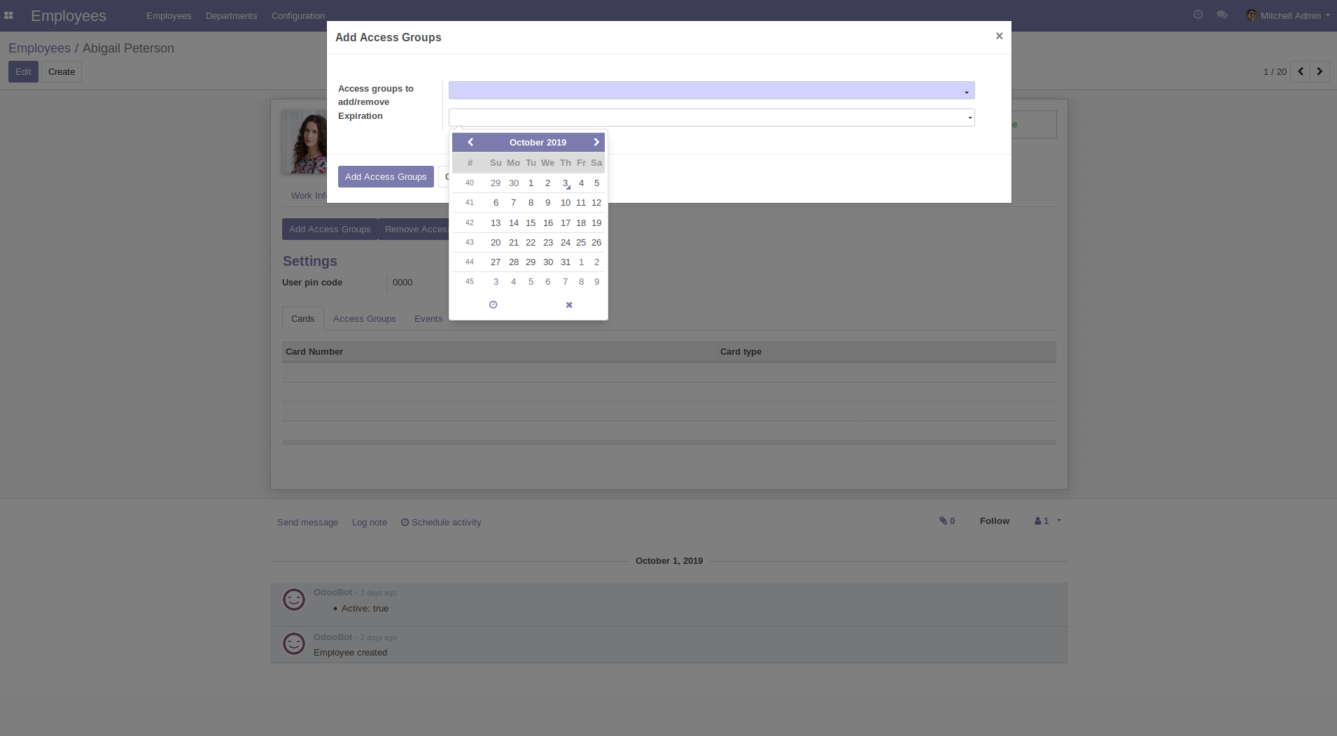 Employees Employees Departments Configuration Mitchell Admin
Add Access Groups ×
Employees / Abigail Peterson
Edit Create 1 / 20
Access groups to
add/remove
Expiration
October 2019
# Su Mo Tu We Th Fr Sa
40 29 30 1 2 3 4 5
41 6 7 8 9 10 11 12
42 13 14 15 16 17 18 19
43 20 21 22 23 24 25 26
44 27 28 29 30 31 1 2
45 3 4 5 6 7 8 9
Add Access Groups
Work
Add Access Groups Remove Access
Settings
User pin code 0000
Cards Access Groups Events
Card Number Card type
Send message Log note Schedule activity 0 Follow 1
October 1, 2019
OdooBot - 2 days ago
• Active: true
OdooBot - 2 days ago
Employee created